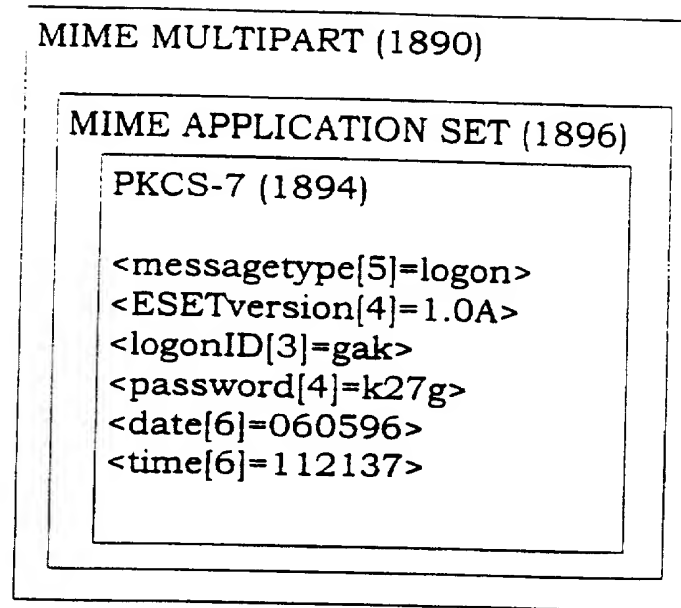 MIME MULTIPART (1890)
MIME APPLICATION SET (1896)
PKCS-7 (1894)
<messagetype[5]=logon>
<ESETversion[4]=1.0A>
<logonID[3]=gak>
<password[4]=k27g>
<date[6]=060596>
<time[6]=112137>